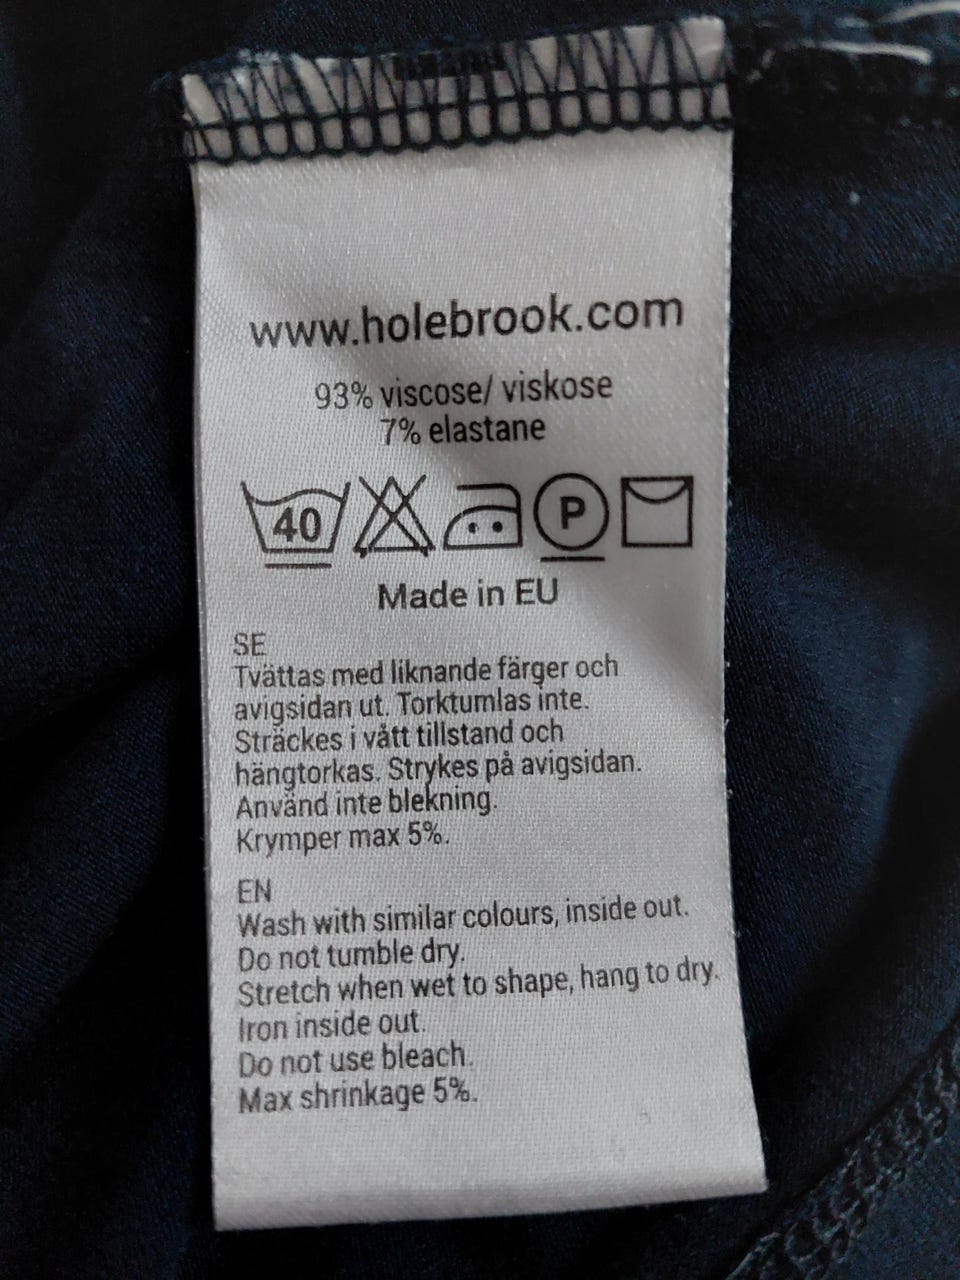 www.holebrook.com
93% viscose/ viskose
7% elastane
40 P
Made in EU
SE
Tvättas med liknande färger och
avigsidan ut. Torktumlas inte.
Sträckes i vått tillstand och
hängtorkas. Strykes på avigsidan.
Använd inte blekning.
Krymper max 5%.
EN
Wash with similar colours, inside out.
Do not tumble dry.
Stretch when wet to shape, hang to dry.
Iron inside out.
Do not use bleach.
Max shrinkage 5%.